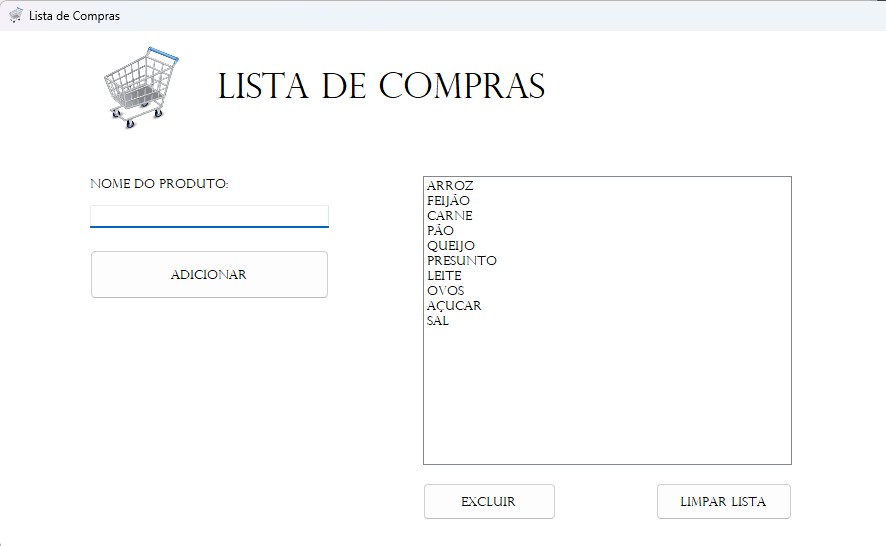 Lista de Compras
LISTA DE COMPRAS
NOME DO PRODUTO:
ADICIONAR
ARROZ
FEIJÃO
CARNE
PÃO
QUEIJO
PRESUNTO
LEITE
OVOS
AÇUCAR
SAL
EXCLUIR
LIMPAR LISTA